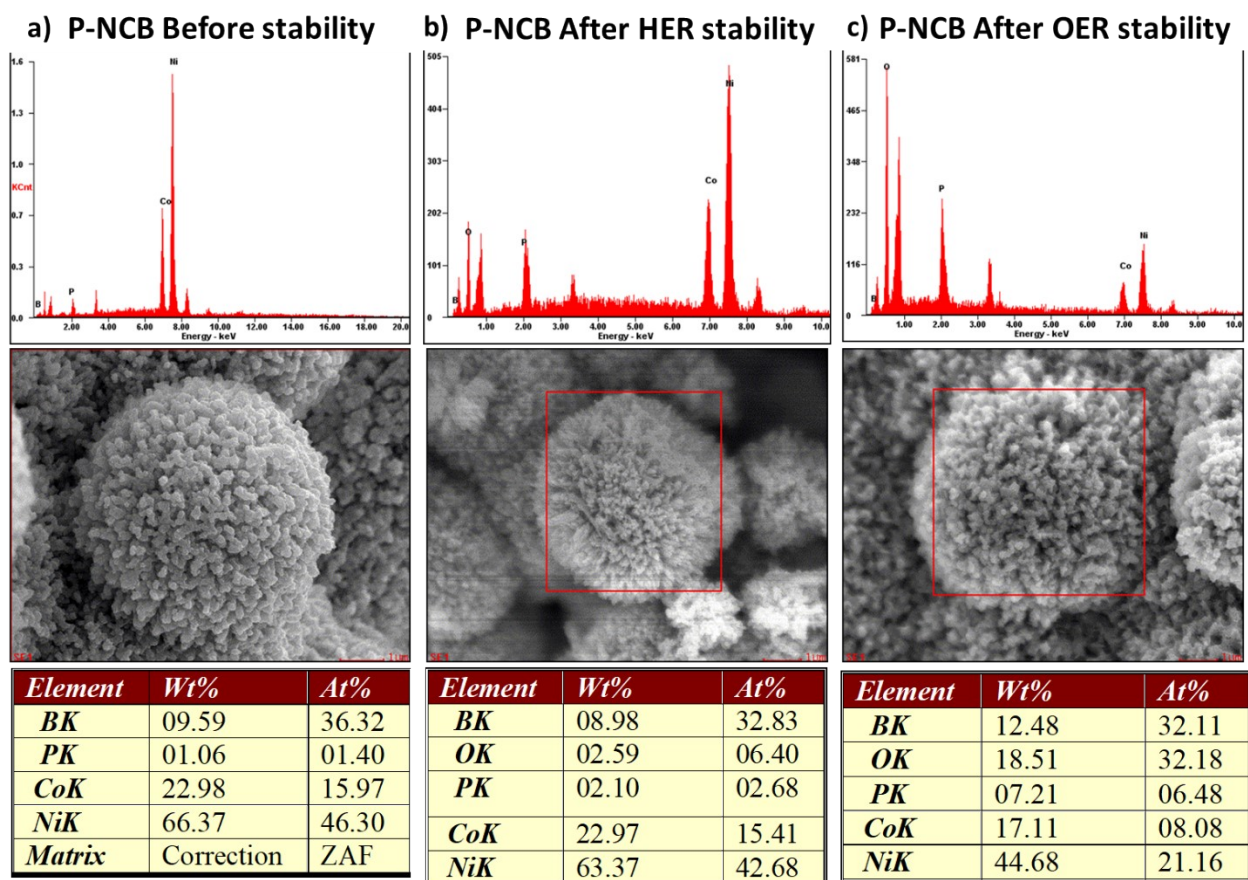 a) P-NCB Before stability
b) P-NCB After HER stability
c) P-NCB After OER stability
1.6
1.3
1.0
KCnt
0.7
0.3
0.0
Ni
Co
P
B
2.00 4.00 6.00 8.00 10.00 12.00 14.00 16.00 18.00 20.0
Energy - keV
505
404
303
202
101
0
Ni
Co
O
P
B
1.00 2.00 3.00 4.00 5.00 6.00 7.00 8.00 9.00 10.0
Energy - keV
581
465
348
232
116
0
O
P
Co
Ni
B
1.00 2.00 3.00 4.00 5.00 6.00 7.00 8.00 9.00 10.0
Energy - keV
SE1 1um
SE1 1um
SE1 1um
Element Wt% At%
BK 09.59 36.32
PK 01.06 01.40
CoK 22.98 15.97
NiK 66.37 46.30
Matrix Correction ZAF
Element Wt% At%
BK 08.98 32.83
OK 02.59 06.40
PK 02.10 02.68
CoK 22.97 15.41
NiK 63.37 42.68
Element Wt% At%
BK 12.48 32.11
OK 18.51 32.18
PK 07.21 06.48
CoK 17.11 08.08
NiK 44.68 21.16